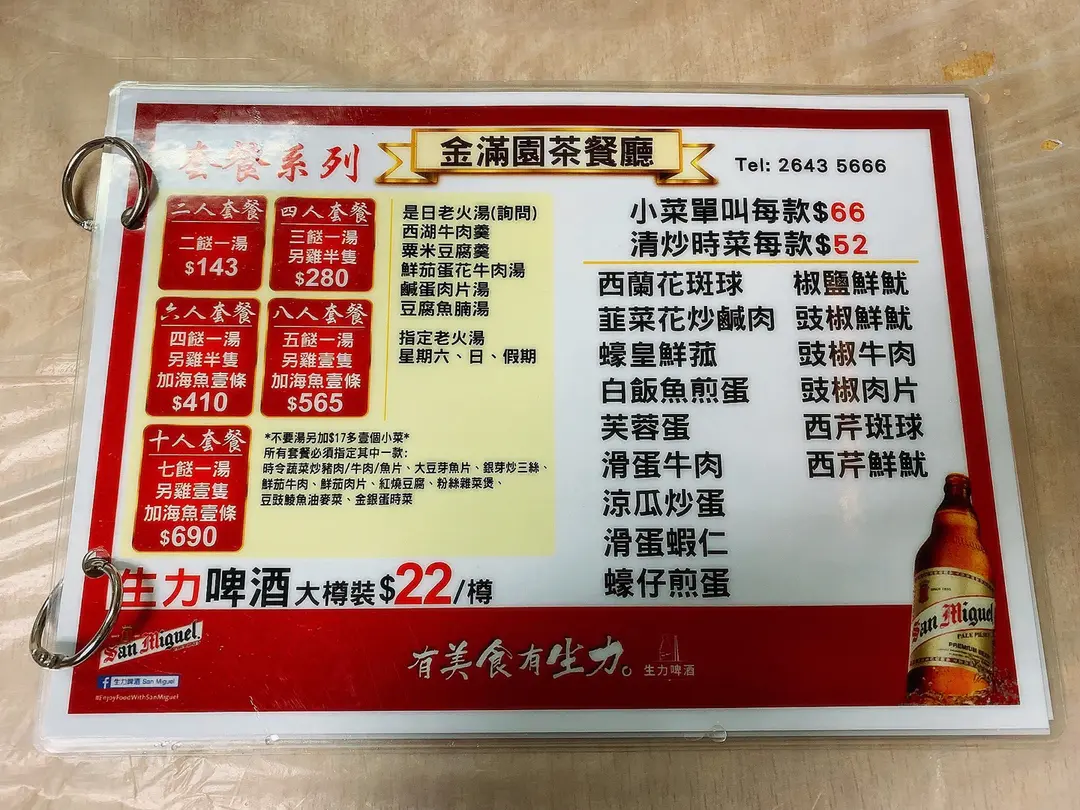 套餐系列
金滿園茶餐廳
Tel: 2643 5666
二人套餐
二餸一湯
$143
四人套餐
三餸一湯
另雞半隻
$280
六人套餐
四餸一湯
另雞半隻
加海魚壹條
$410
八人套餐
五餸一湯
另雞壹隻
加海魚壹條
$565
十人套餐
七餸一湯
另雞壹隻
加海魚壹條
$690
是日老火湯(詢問)
西湖牛肉羹
粟米豆腐羹
鮮茄蛋花牛肉湯
鹹蛋肉片湯
豆腐魚腩湯
指定老火湯
星期六、日、假期
*不要湯另加$17多壹個小菜*
所有套餐必須指定其中一款:
時令蔬菜炒豬肉/牛肉/魚片、大豆芽魚片、銀芽炒三絲、
鮮茄牛肉、鮮茄肉片、紅燒豆腐、粉絲雜菜煲、
豆豉鯪魚油麥菜、金銀蛋時菜
小菜單叫每款$66
清炒時菜每款$52
西蘭花斑球
韮菜花炒鹹肉
蠔皇鮮菰
白飯魚煎蛋
芙蓉蛋
滑蛋牛肉
涼瓜炒蛋
滑蛋蝦仁
蠔仔煎蛋
椒鹽鮮魷
豉椒鮮魷
豉椒牛肉
豉椒肉片
西芹斑球
西芹鮮魷
生力啤酒 大樽裝$22/樽
San Miguel
生力啤酒 San Miguel
#EnjoyFoodWithSanMiguel
有美食有生力。
生力啤酒
San Miguel
PALE PILSEN